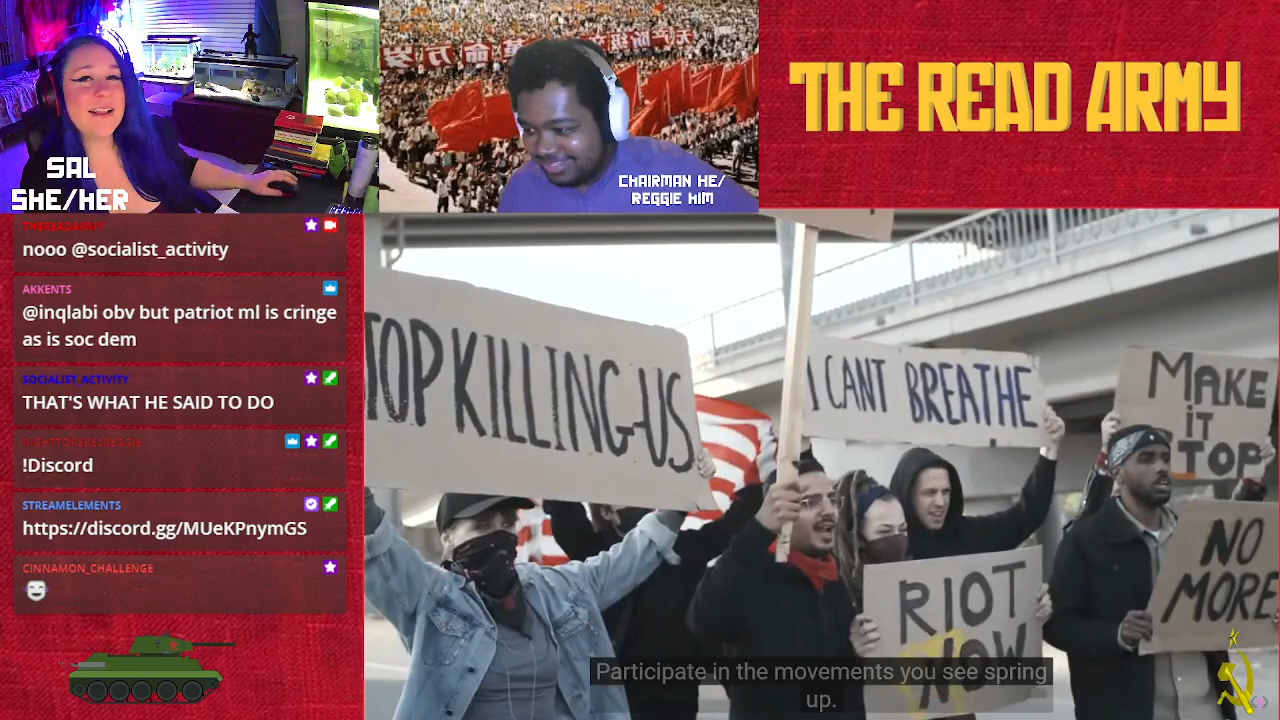 SAL
SHE/HER
CHAIRMAN HE/
REGGIE HIM
THE READ ARMY
nooo @socialist_activity
AKKENTS
@inqlabi obv but patriot ml is cringe
as is soc dem
SOCIALIST_ACTIVITY
THAT'S WHAT HE SAID TO DO
!Discord
STREAMELEMENTS
https://discord.gg/MUeKPnymGS
CINNAMON_CHALLENGE
TOP KILLING-US
I CANT BREATHE
MAKE
iT
STOP
RIOT
NOW
NO
MORE
Participate in the movements you see spring
up.